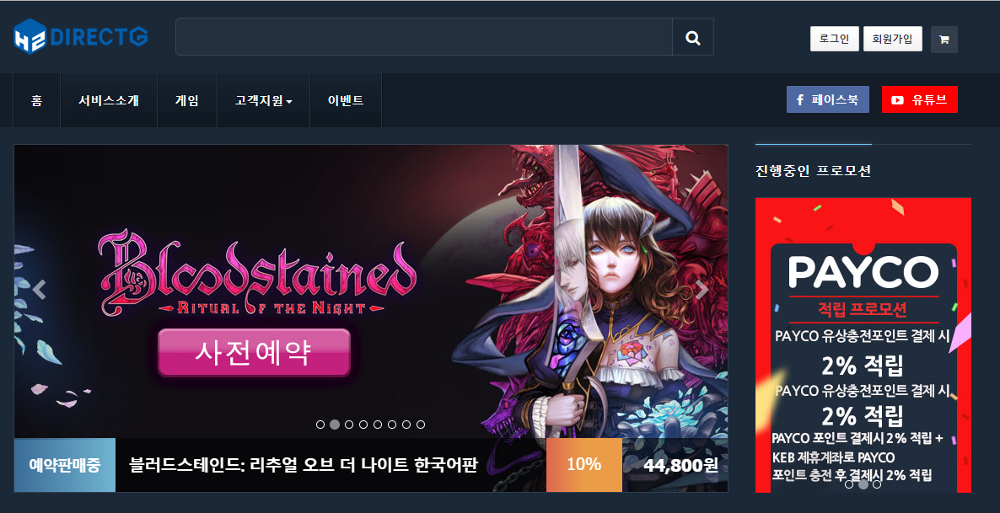 H2 DIRECTG
로그인
회원가입
홈
서비스소개
게임
고객지원
이벤트
페이스북
유튜브
Bloodstained
RITUAL OF THE NIGHT
사전예약
예약판매중
블러드스테인드: 리추얼 오브 더 나이트 한국어판
10%
44,800원
진행중인 프로모션
PAYCO
적립 프로모션
PAYCO 유상충전포인트 결제 시
2% 적립
PAYCO 유상충전포인트 결제 시
2% 적립
PAYCO 포인트 결제시 2% 적립 +
KEB 제휴계좌로 PAYCO
포인트 충전 후 결제시 2% 적립